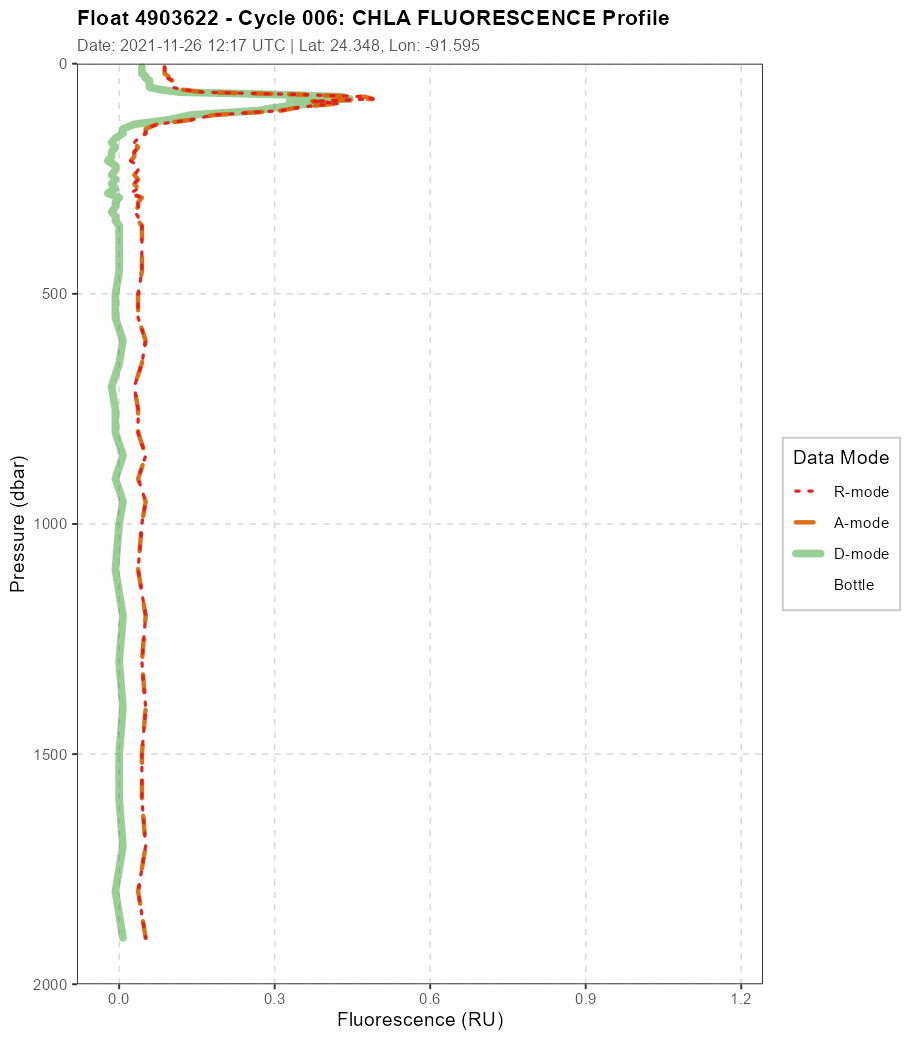 Float 4903622 - Cycle 006: CHLA FLUORESCENCE Profile
Date: 2021-11-26 12:17 UTC | Lat: 24.348, Lon: -91.595
0
500
1000
1500
2000
Pressure (dbar)
0.0
0.3
0.6
0.9
1.2
Fluorescence (RU)
Data Mode
R-mode
A-mode
D-mode
Bottle